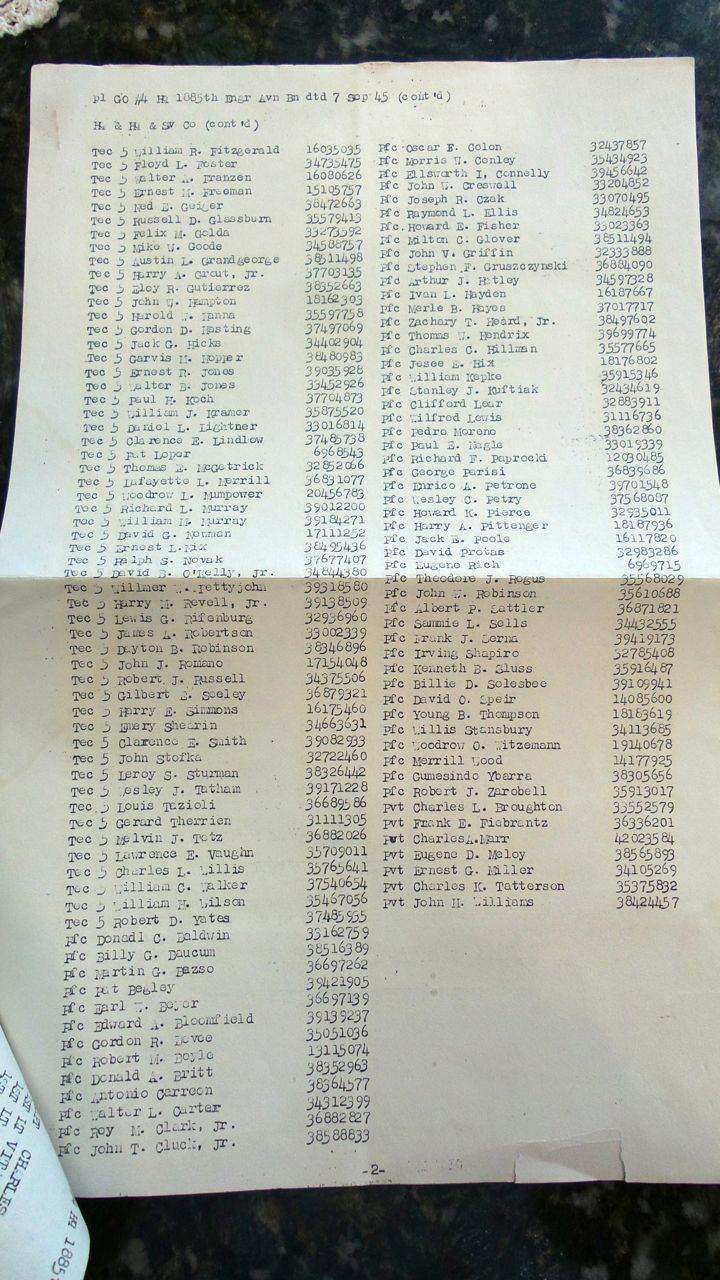 pl GO #4 Hq 1885th Engr Avn Bn dtd 7 Sep 45 (cont'd)
Hq & Hq & SV Co (cont'd)
Tec 5 William R. Fitzgerald 16035035
Tec 5 Floyd L. Foster 34735475
Tec 5 Walter A. Franzen 16080626
Tec 5 Ernest M. Freeman 15105757
Tec 5 Ned E. Geiger 38472663
Tec 5 Russell D. Glassburn 35579413
Tec 5 Felix M. Golda 33273592
Tec 5 Mike W. Goode 34588757
Tec 5 Austin L. Grandgeorge 38511498
Tec 5 Harry A. Grout, Jr. 37703135
Tec 5 Eloy R. Gutierrez 38352663
Tec 5 John W. Hampton 18162303
Tec 5 Harold W. Hanna 35597758
Tec 5 Gordon D. Hasting 37497069
Tec 5 Jack G. Hicks 34402904
Tec 5 Garvis M. Hopper 38480983
Tec 5 Ernest R. Jones 39035928
Tec 5 Walter B. Jones 33452926
Tec 5 Paul H. Koch 37704873
Tec 5 William J. Kramer 35875520
Tec 5 Daniel L. Lightner 33016814
Tec 5 Clarence E. Lindlow 37485738
Tec 5 Pat Loper 6968543
Tec 5 Thomas E. McGetrick 32852066
Tec 5 Lafayette L. Merrill 36831077
Tec 5 Woodrow L. Mumpower 20456783
Tec 5 Richard L. Murray 39012200
Tec 5 William M. Murray 39184271
Tec 5 David G. Newman 17111252
Tec 5 Ernest L. Nix 38495436
Tec 5 Ralph S. Novak 37677407
Tec 5 David B. O'Kelly, Jr. 34844380
Tec 5 Willmer W. Pettyjohn 39318580
Tec 5 Harry M. Revell, Jr. 39138509
Tec 5 Lewis G. Rifenburg 32936960
Tec 5 James A. Robertson 33002339
Tec 5 Dayton B. Robinson 38346896
Tec 5 John J. Romano 17154048
Tec 5 Robert J. Russell 34375506
Tec 5 Gilbert E. Seeley 36879321
Tec 5 Harry E. Simmons 16175460
Tec 5 Emery Shearin 34663631
Tec 5 Clarence E. Smith 39082933
Tec 5 John Stofka 32722460
Tec 5 Leroy S. Sturman 38326442
Tec 5 Wesley J. Tatham 39171228
Tec 5 Louis Tazioli 36689586
Tec 5 Gerard Therrien 31111305
Tec 5 Melvin J. Totz 36882026
Tec 5 Lawrence E. Vaughn 35709011
Tec 5 Charles L. Willis 35765641
Tec 5 William C. Walker 37540654
Tec 5 William H. Wilson 35467056
Tec 5 Robert D. Yates 37485935
Pfc Donadl C. Baldwin 33162759
Pfc Billy G. Baucum 38516389
Pfc Martin G. Bazso 36697262
Pfc Pat Begley 39421905
Pfc Earl W. Beyer 36697139
Pfc Edward A. Bloomfield 39139237
Pfc Gordon R. Bovee 35051036
Pfc Robert M. Boyle 13115074
Pfc Donald A. Britt 38352963
Pfc Antonio Carreon 38364577
Pfc Walter L. Carter 34312399
Pfc Roy M. Clark, Jr. 36882827
Pfc John T. Cluck, Jr. 38588833
Pfc Oscar E. Colon 32437857
Pfc Morris W. Conley 35434923
Pfc Ellsworth I. Connelly 39456642
Pfc John W. Creswell 33204852
Pfc Joseph R. Czak 33070495
Pfc Raymond L. Ellis 34824653
Pfc Howard E. Fisher 33023363
Pfc Milton C. Glover 38511494
Pfc John V. Griffin 32333888
Pfc Stephen F. Gruszczynski 36884090
Pfc Arthur J. Hatley 34597328
Pfc Ivan L. Hayden 16187667
Pfc Merle B. Hayes 37017717
Pfc Zachary T. Heard, Jr. 38497602
Pfc Thomas W. Hendrix 39699774
Pfc Charles C. Hillman 35577665
Pfc Jesee E. Hix 18176802
Pfc William Kapke 35915346
Pfc Stanley J. Kuftiak 32434619
Pfc Clifford Lear 32883911
Pfc Wilfred Lewis 31116736
Pfc Pedro Moreno 38362860
Pfc Paul E. Nagle 33019339
Pfc Richard F. Paprocki 12030485
Pfc George Parisi 36839686
Pfc Enrico A. Petrone 39701548
Pfc Wesley C. Petry 37568087
Pfc Howard K. Pierce 32935011
Pfc Harry A. Pittenger 18187936
Pfc Jack E. Poole 16117820
Pfc David Protas 32983286
Pfc Eugene Rich 6969715
Pfc Theodore J. Rogus 35568029
Pfc John W. Robinson 35610688
Pfc Albert P. Sattler 36871821
Pfc Sammie L. Sells 34432555
Pfc Frank J. Serna 39419173
Pfc Irving Shapiro 32785408
Pfc Kenneth B. Sluss 35916487
Pfc Billie D. Solesbee 39109941
Pfc David O. Speir 14085600
Pfc Young B. Thompson 18183619
Pfc Willis Stansbury 34113685
Pfc Woodrow O. Witzemann 19140678
Pfc Merrill Wood 14177925
Pfc Gumesindo Ybarra 38305656
Pfc Robert J. Zarobell 35913017
Pvt Charles L. Broughton 33552579
Pvt Frank E. Fiebrantz 36336201
Pvt Charles A. Marr 42023584
Pvt Eugene D. Meloy 38565893
Pvt Ernest G. Miller 34105269
Pvt Charles K. Tatterson 35375832
Pvt John H. Williams 38424457
-2-
1ST LT
1ST LT VIT
CHARLES
Hq 1885